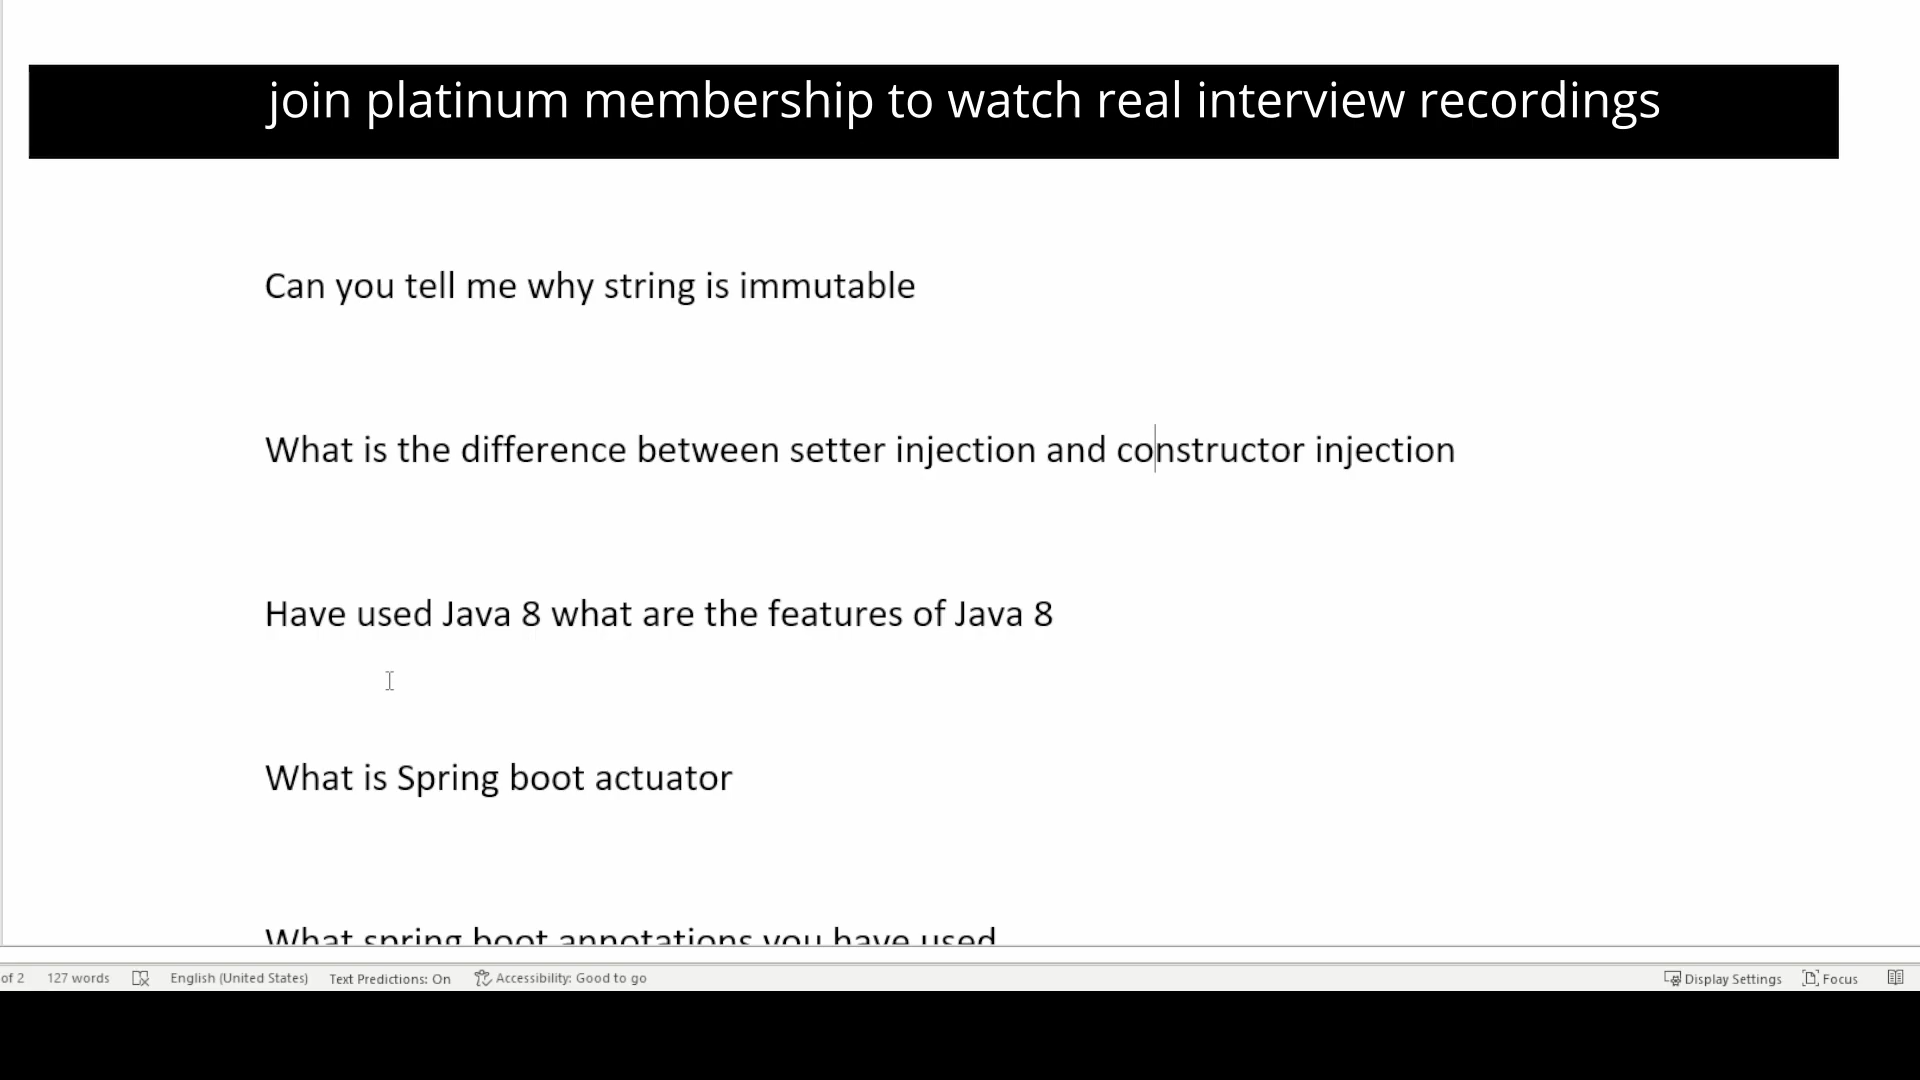 join platinum membership to watch real interview recordings
Can you tell me why string is immutable
What is the difference between setter injection and constructor injection
Have used Java 8 what are the features of Java 8
What is Spring boot actuator
What spring boot annotations you have used
of 2 127 words English (United States) Text Predictions: On Accessibility: Good to go Display Settings Focus